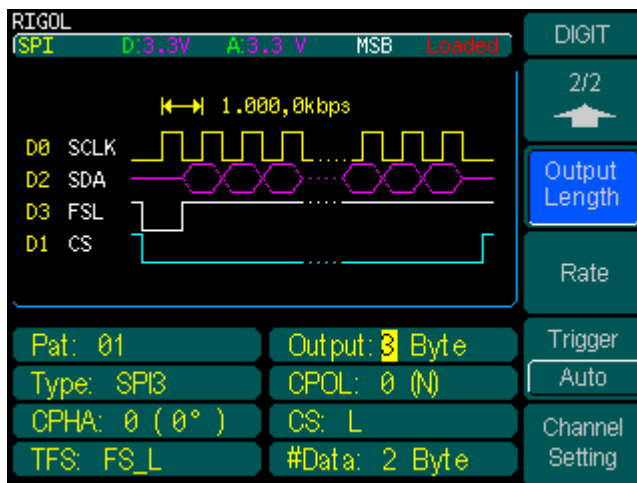 RIGOL
SPI D:3.3V A:3.3 V MSB Loaded
1.000,0kbps
D0 SCLK
D2 SDA
D3 FSL
D1 CS
Pat: 01
Output: 3 Byte
Type: SPI3
CPOL: 0 (N)
CPHA: 0 ( 0° )
CS: L
TFS: FS_L
#Data: 2 Byte
DIGIT
2/2
Output
Length
Rate
Trigger
Auto
Channel
Setting